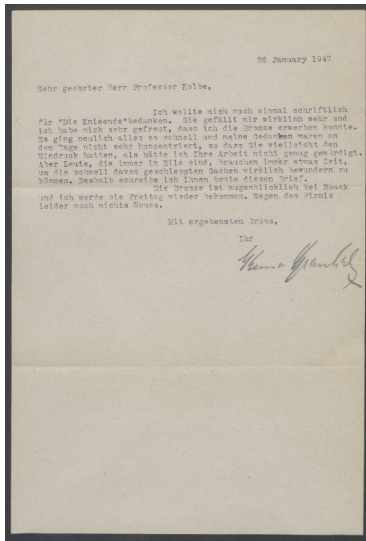 26 January 1947
Sehr geehrter Herr Professor Kolbe,
Ich wollte mich noch einmal schriftlich
für "Die Knieende"bedanken. Sie gefällt mir wirklich sehr und
ich habe mich sehr gefreut, dass ich die Bronze erwerben konnte.
Es ging neulich alles so schnell und meine Gedanken waren an
dem Tage nicht sehr konzentriert, so dass Sie vielleicht den
Eindruck hatten, als hätte ich Ihre Arbeit nicht genug gewürdigt.
Aber Leute, die immer in Eile sind, brauchen immer etwas Zeit,
um die schnell davon geschleppten Sachen wirklich bewundern zu
können. Deshalb schreibe ich Ihnen heute diesen Brief.
Die Bronze ist augenblicklich bei Noack
und ich werde sie Freitag wieder bekommen. Wegen des Firnis
leider noch nichts Neues.
Mit ergebensten Gruss,
Ihr